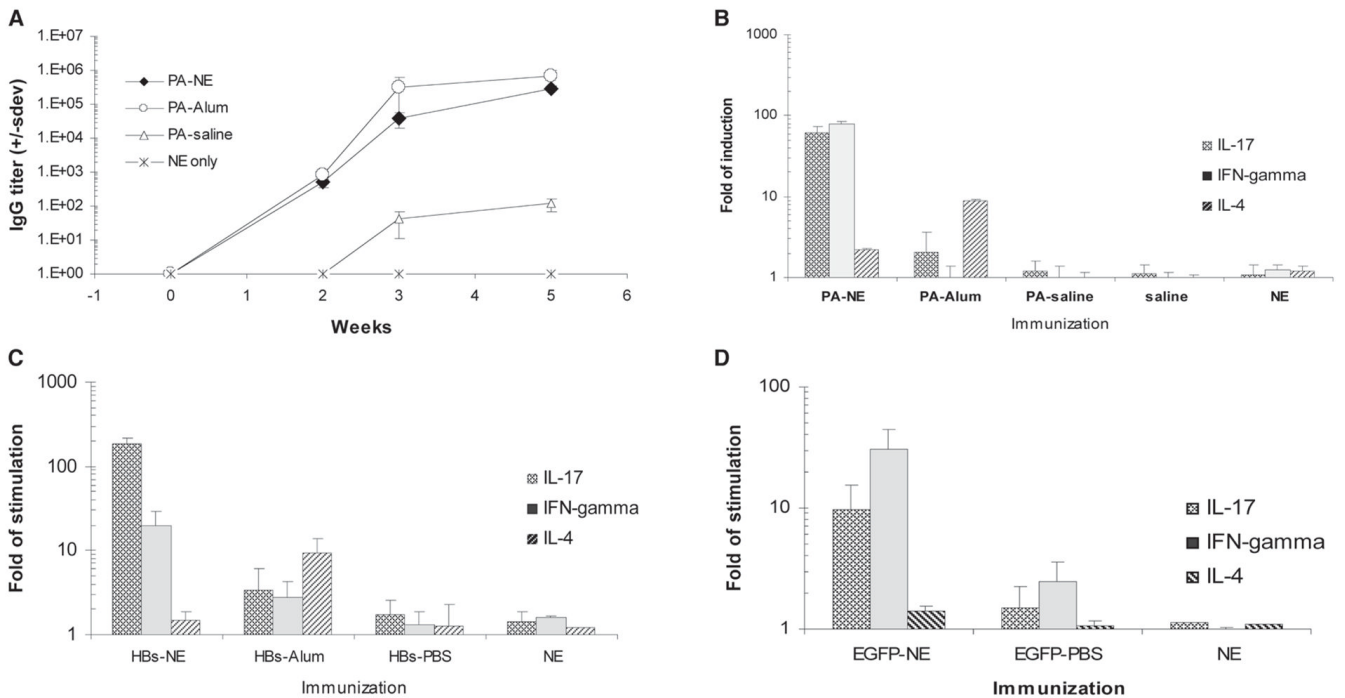 A
IgG titer (+/-sdev)
1.E+07
1.E+06
1.E+05
1.E+04
1.E+03
1.E+02
1.E+01
1.E+00
PA-NE
PA-Alum
PA-saline
NE only
-1 0 2 3 5 6
Weeks
B
Fold of induction
1000
100
10
1
IL-17
IFN-gamma
IL-4
PA-NE PA-Alum PA-saline saline NE
Immunization
C
Fold of stimulation
1000
100
10
1
IL-17
IFN-gamma
IL-4
HBs-NE HBs-Alum HBs-PBS NE
Immunization
D
Fold of stimulation
100
10
1
IL-17
IFN-gamma
IL-4
EGFP-NE EGFP-PBS NE
Immunization